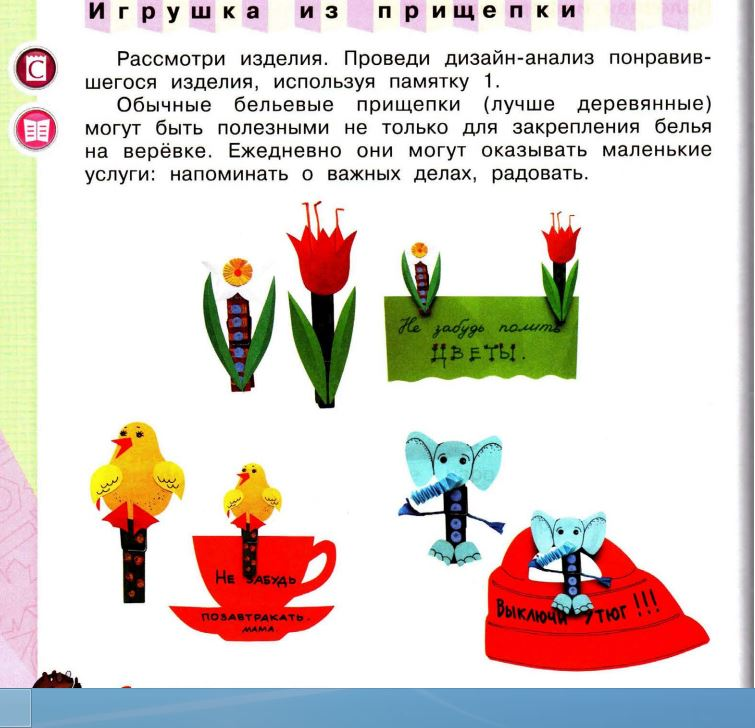 Игрушка из прищепки
С
Рассмотри изделия. Проведи дизайн-анализ понравив-
шегося изделия, используя памятку 1.
Обычные бельевые прищепки (лучше деревянные)
могут быть полезными не только для закрепления белья
на верёвке. Ежедневно они могут оказывать маленькие
услуги: напоминать о важных делах, радовать.
Не забудь полить
ЦВЕТЫ.
НЕ ЗАБУДЬ
ПОЗАВТРАКАТЬ.
МАМА.
ВЫКЛЮЧИ УТЮГ!!!